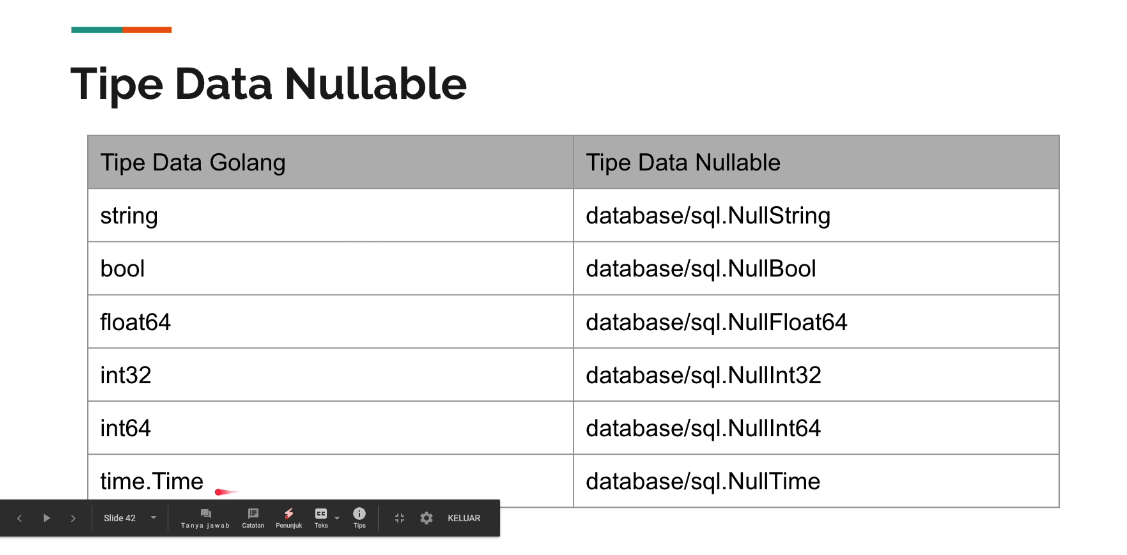 Tipe Data Nullable
Tipe Data Golang Tipe Data Nullable
string database/sql.NullString
bool database/sql.NullBool
float64 database/sql.NullFloat64
int32 database/sql.NullInt32
int64 database/sql.NullInt64
time.Time database/sql.NullTime
Slide 42 Tanya jawab Catatan Penunjuk CC Teks Tips KELUAR